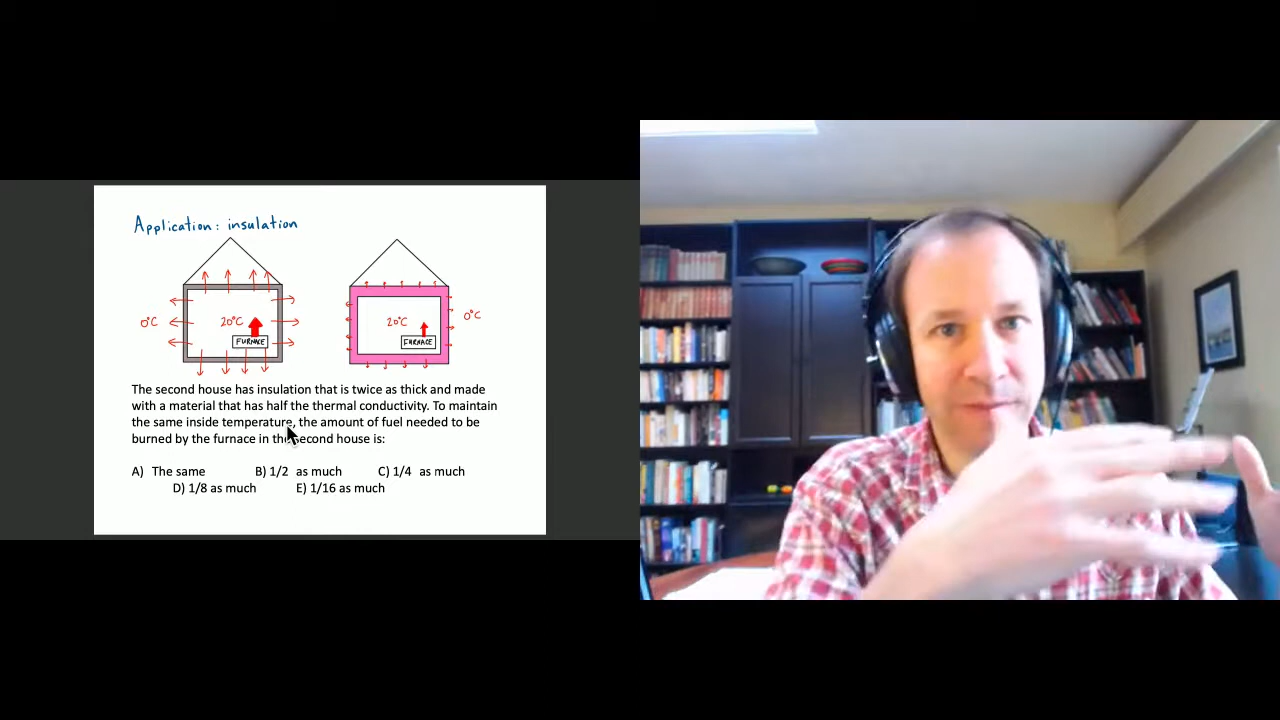 Application: insulation
0°C 20°C 20°C 0°C
FURNACE FURNACE
The second house has insulation that is twice as thick and made
with a material that has half the thermal conductivity. To maintain
the same inside temperature, the amount of fuel needed to be
burned by the furnace in the second house is:
A) The same B) 1/2 as much C) 1/4 as much
D) 1/8 as much E) 1/16 as much